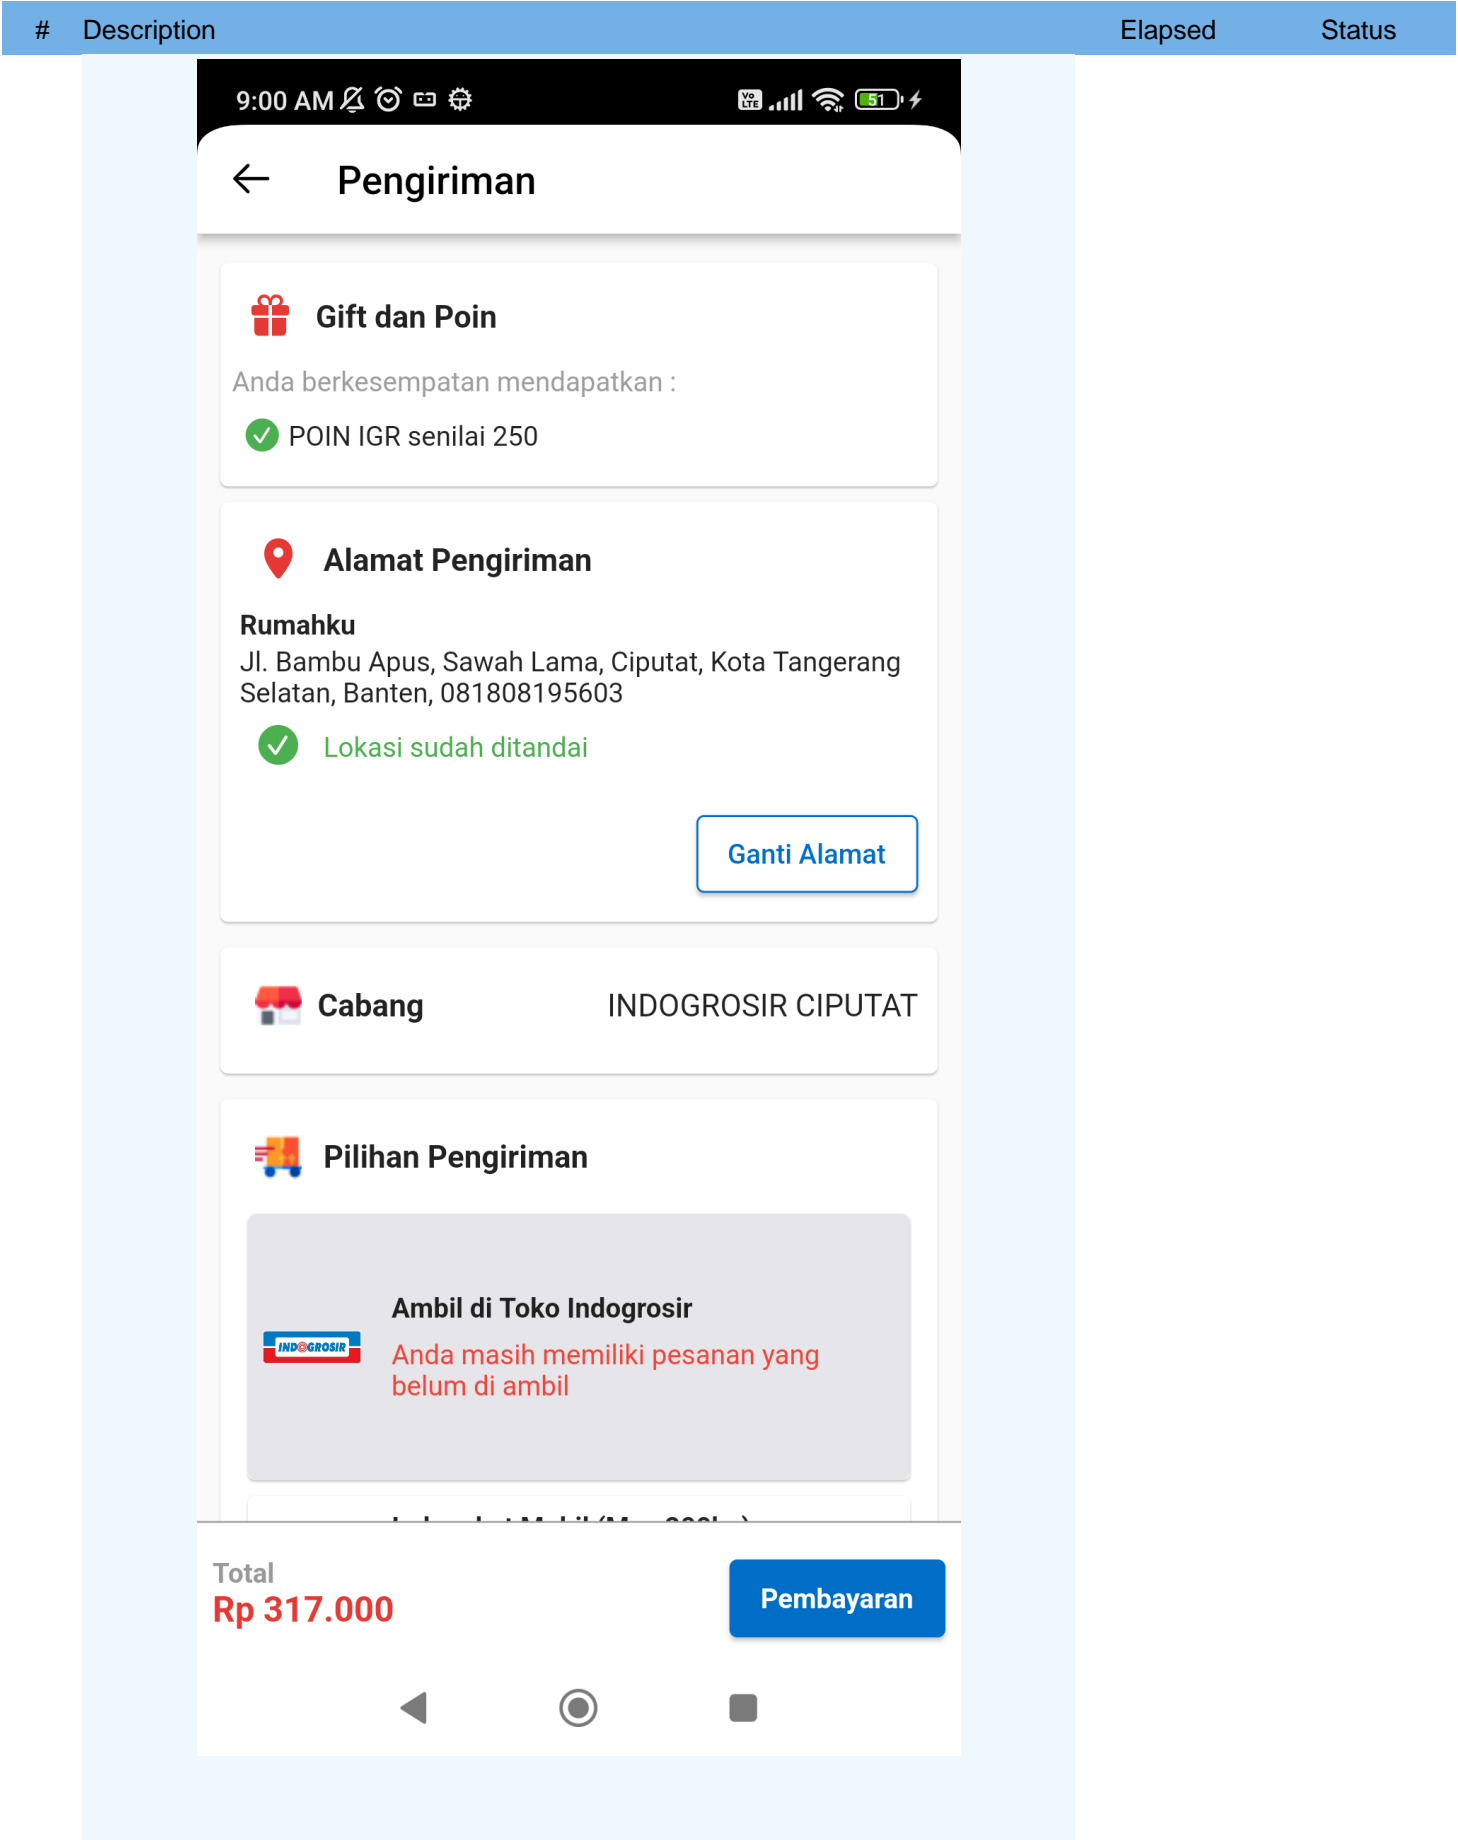 # Description Elapsed Status
9:00 AM Vo LTE 51
Pengiriman
Gift dan Poin
Anda berkesempatan mendapatkan :
POIN IGR senilai 250
Alamat Pengiriman
Rumahku
Jl. Bambu Apus, Sawah Lama, Ciputat, Kota Tangerang
Selatan, Banten, 081808195603
Lokasi sudah ditandai
Ganti Alamat
Cabang INDOGROSIR CIPUTAT
Pilihan Pengiriman
Ambil di Toko Indogrosir
INDOGROSIR
Anda masih memiliki pesanan yang
belum di ambil
Total
Rp 317.000
Pembayaran